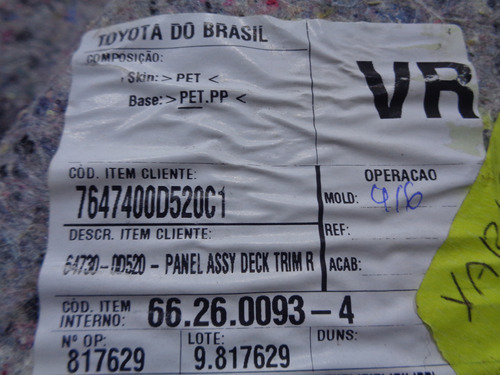 TOYOTA DO BRASIL
COMPOSIÇÃO:
Skin: > PET <
Base: > PET.PP <
VR
CÓD. ITEM CLIENTE:
7647400D520C1
OPERAÇAO
MOLD: 416
REF:
DESCR. ITEM CLIENTE:
64730-0D520 - PANEL ASSY DECK TRIM R
ACAB:
CÓD. ITEM
INTERNO: 66.26.0093-4
Nº OP:
817629
LOTE:
9.817629
DUNS: